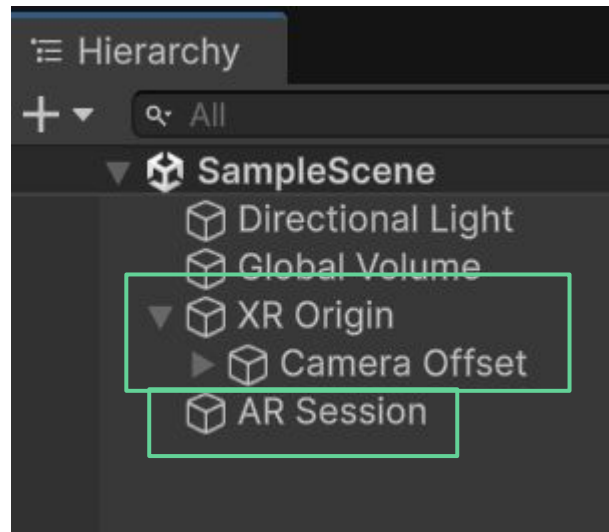 Hierarchy
All
SampleScene
Directional Light
Global Volume
XR Origin
Camera Offset
AR Session